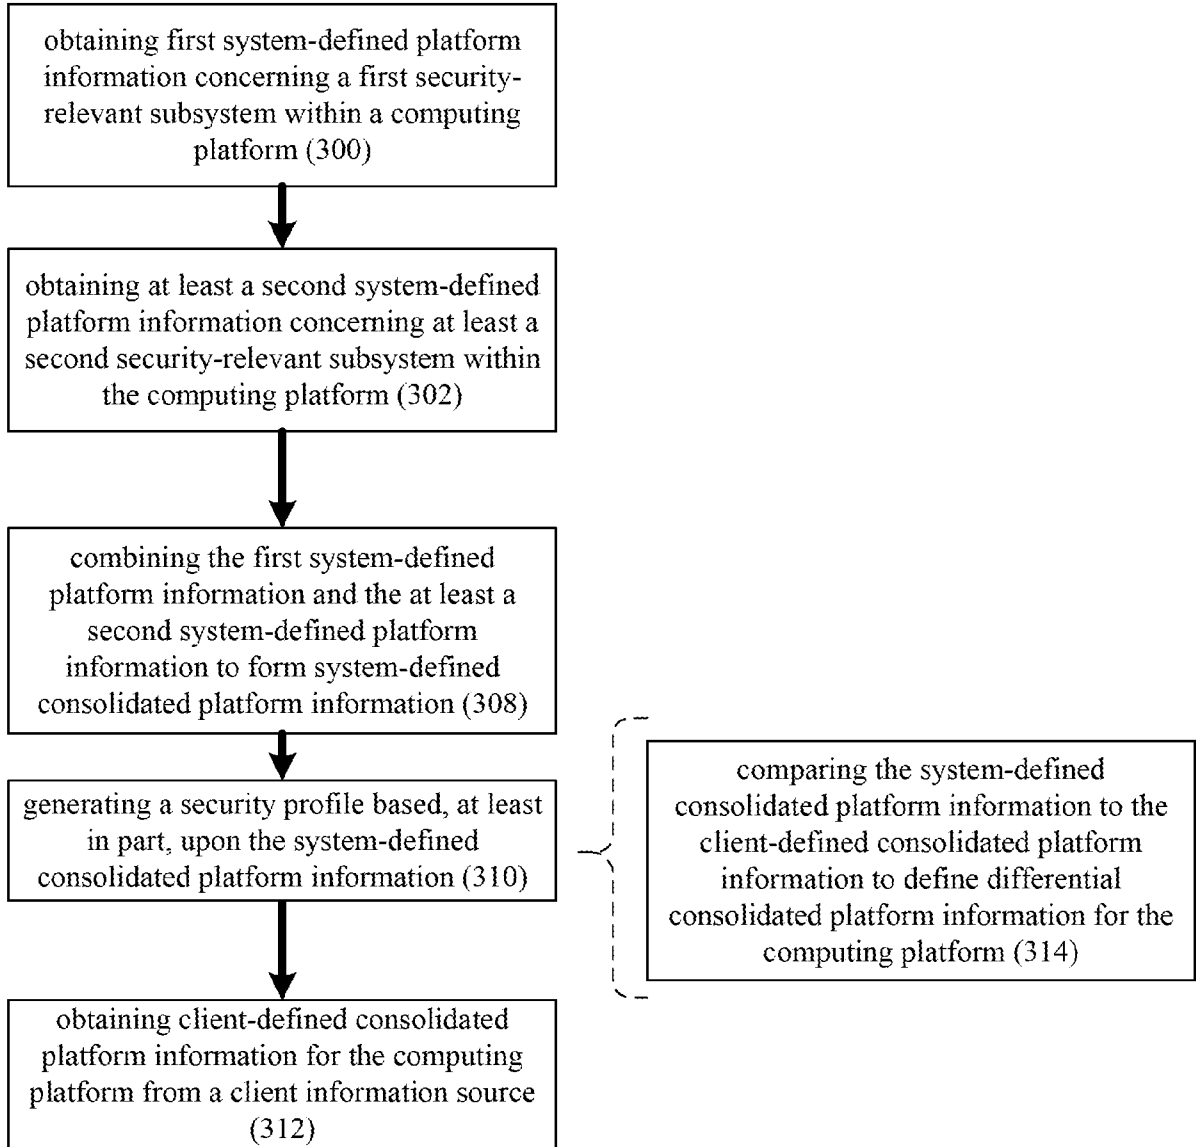 obtaining first system-defined platform
information concerning a first security-
relevant subsystem within a computing
platform (300)
obtaining at least a second system-defined
platform information concerning at least a
second security-relevant subsystem within
the computing platform (302)
combining the first system-defined
platform information and the at least a
second system-defined platform
information to form system-defined
consolidated platform information (308)
generating a security profile based, at least
in part, upon the system-defined
consolidated platform information (310)
comparing the system-defined
consolidated platform information to the
client-defined consolidated platform
information to define differential
consolidated platform information for the
computing platform (314)
obtaining client-defined consolidated
platform information for the computing
platform from a client information source
(312)